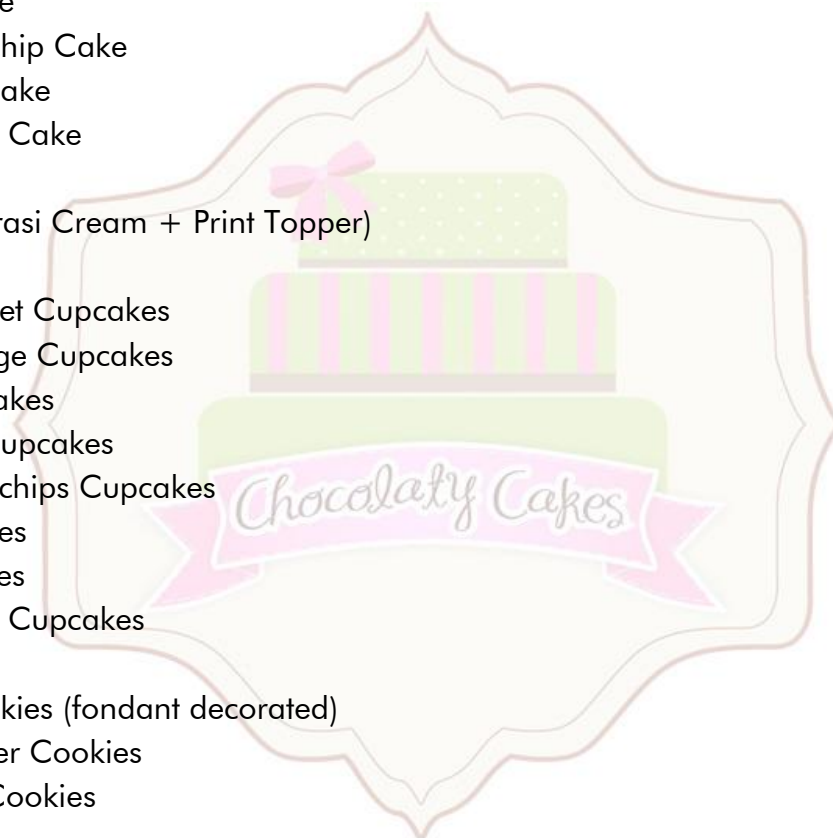 e
hip Cake
ake
Cake
rasi Cream + Print Topper)
et Cupcakes
ge Cupcakes
akes
upcakes
chips Cupcakes
es
es
Cupcakes
kies (fondant decorated)
er Cookies
Cookies
Chocolaty Cakes